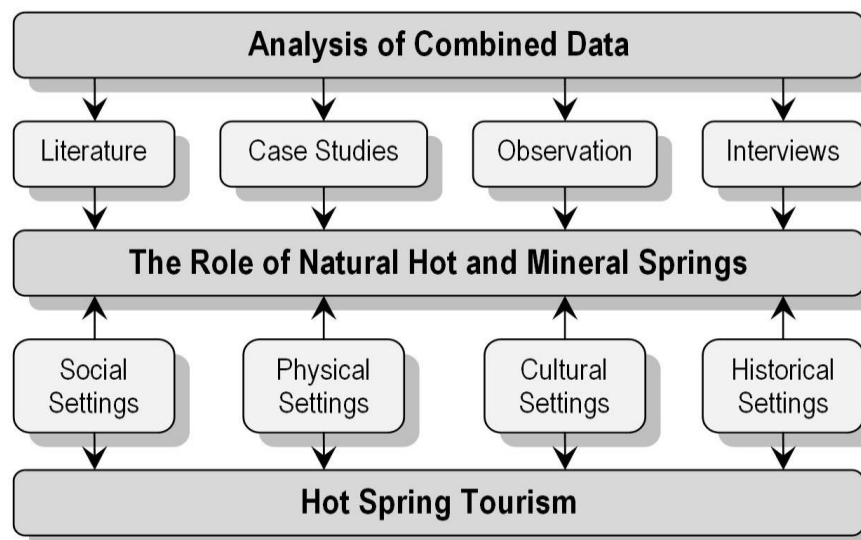 Analysis of Combined Data
Literature
Case Studies
Observation
Interviews
The Role of Natural Hot and Mineral Springs
Social
Settings
Physical
Settings
Cultural
Settings
Historical
Settings
Hot Spring Tourism